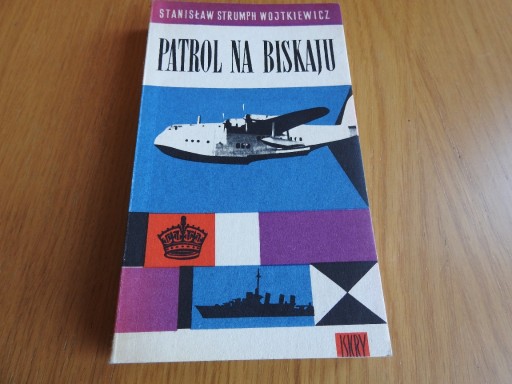 STANISŁAW STRUMPH WOJTKIEWICZ
PATROL NA BISKAJU
ISKRY